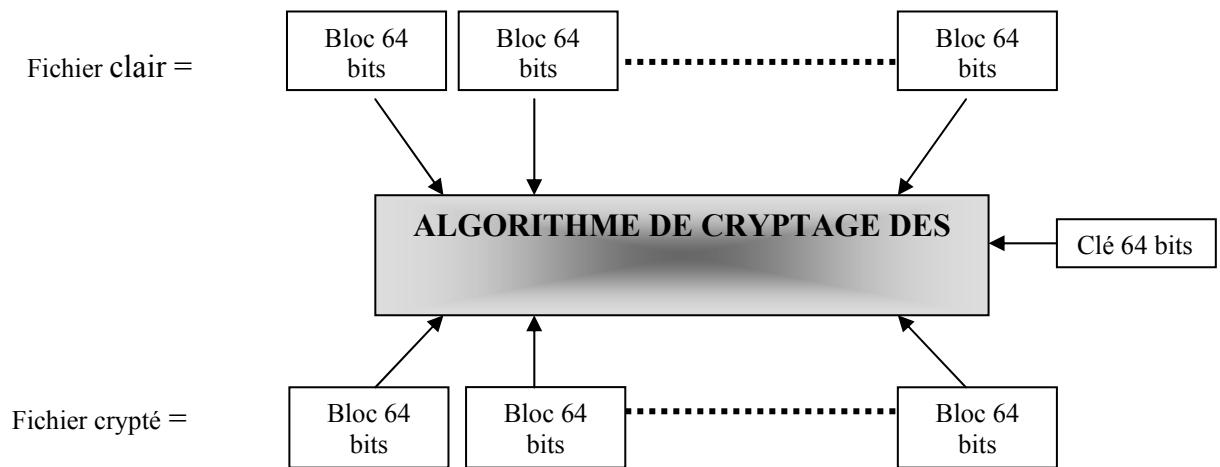 Fichier clair =
Bloc 64
bits
Bloc 64
bits
Bloc 64
bits
ALGORITHME DE CRYPTAGE DES
Clé 64 bits
Fichier crypté =
Bloc 64
bits
Bloc 64
bits
Bloc 64
bits